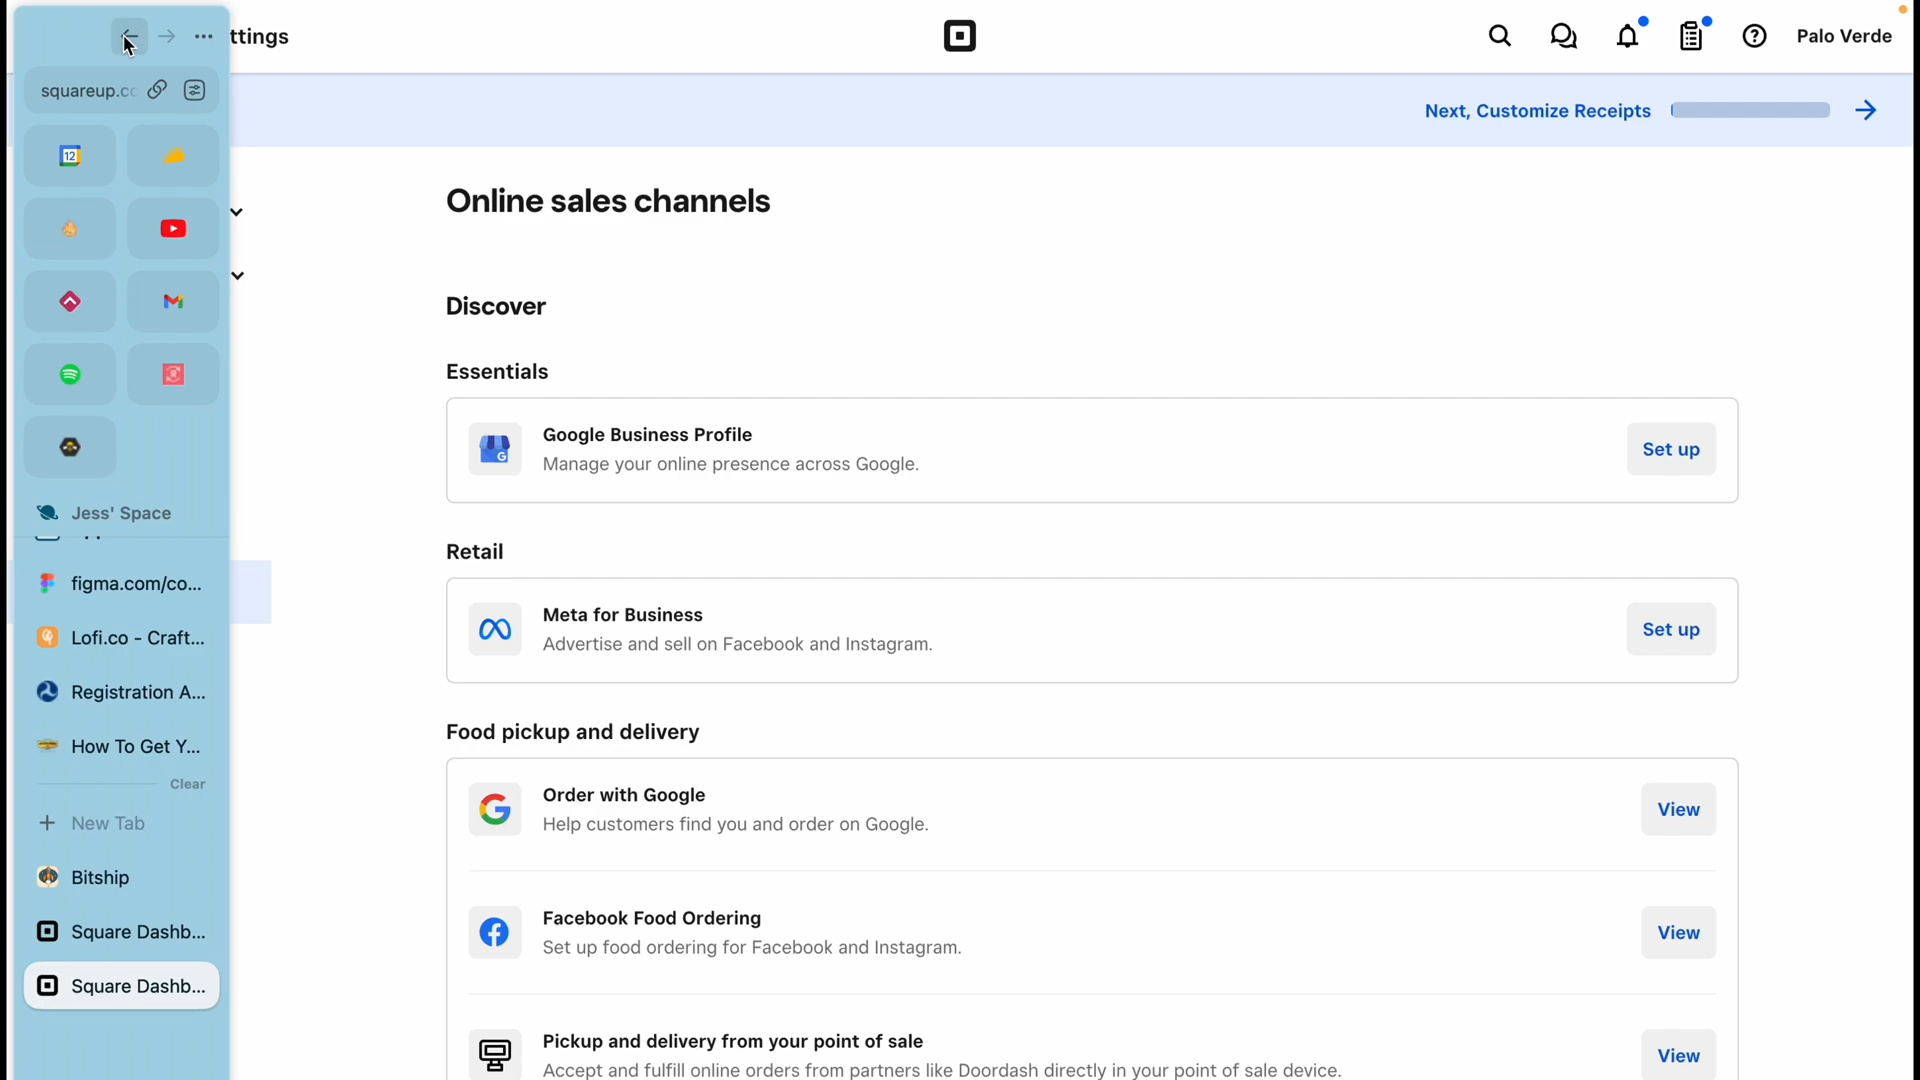 ttings
Palo Verde
squareup.co
Next, Customize Receipts
12
Online sales channels
Discover
Essentials
Google Business Profile
Manage your online presence across Google.
Set up
Retail
Meta for Business
Advertise and sell on Facebook and Instagram.
Set up
Food pickup and delivery
Order with Google
Help customers find you and order on Google.
View
Facebook Food Ordering
Set up food ordering for Facebook and Instagram.
View
Pickup and delivery from your point of sale
Accept and fulfill online orders from partners like Doordash directly in your point of sale device.
View
Jess' Space
figma.com/co...
Lofi.co - Craft...
Registration A...
How To Get Y...
Clear
New Tab
Bitship
Square Dashb...
Square Dashb...